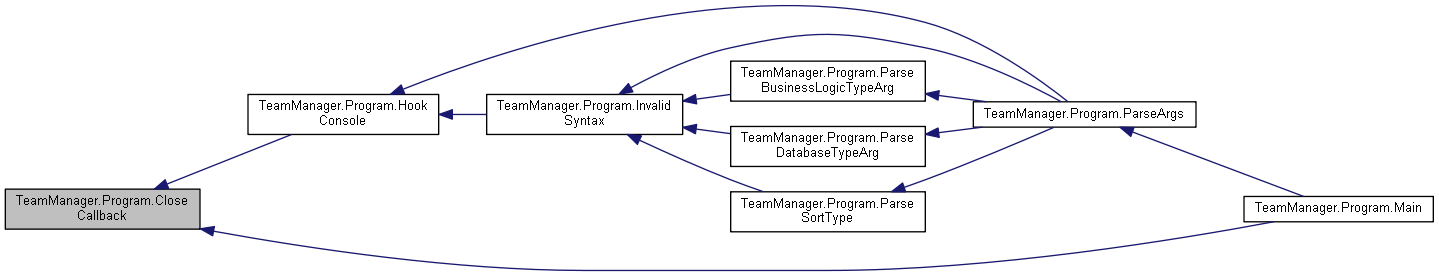 TeamManager.Program.Close
Callback
TeamManager.Program.Hook
Console
TeamManager.Program.Invalid
Syntax
TeamManager.Program.Parse
BusinessLogicTypeArg
TeamManager.Program.Parse
DatabaseTypeArg
TeamManager.Program.Parse
SortType
TeamManager.Program.ParseArgs
TeamManager.Program.Main